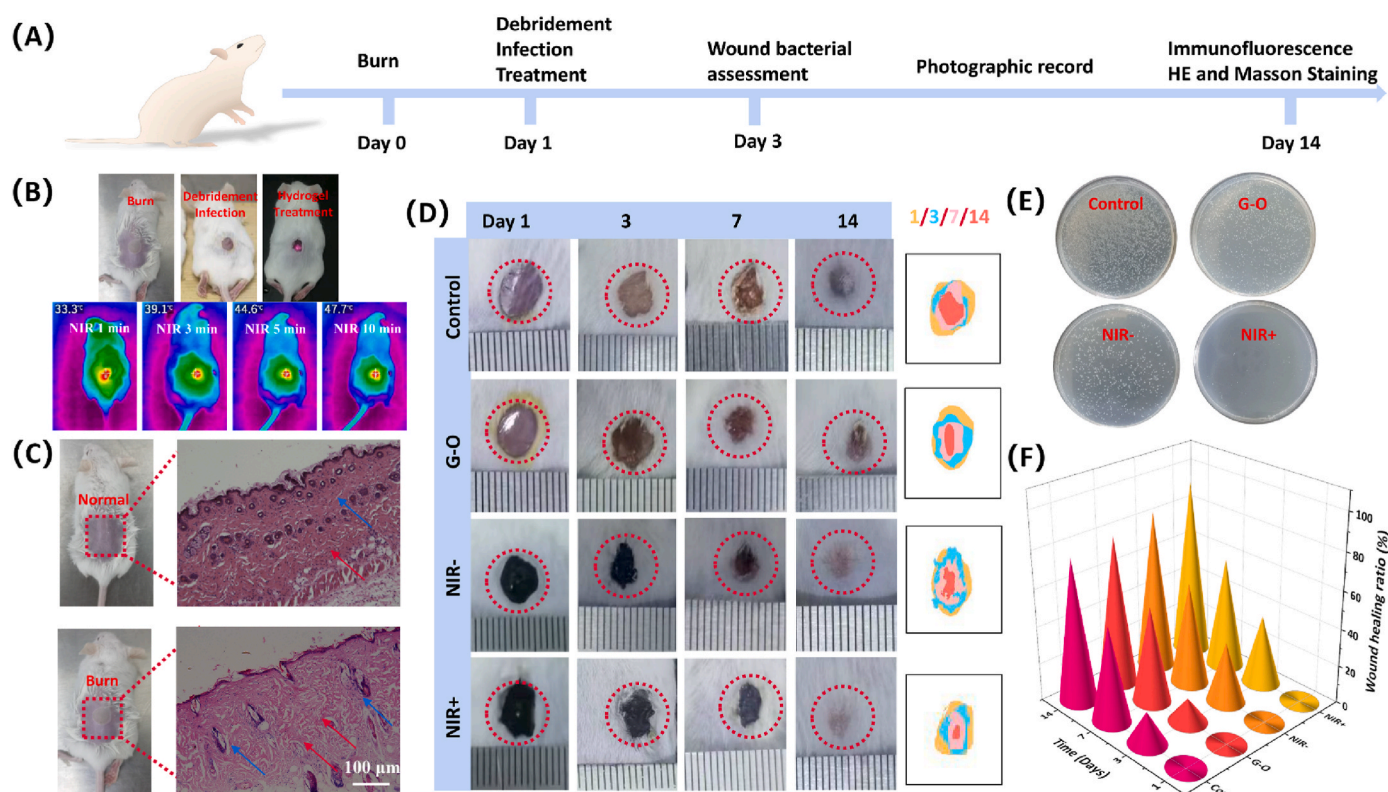 (A)
Burn
Debridement
Infection
Treatment
Wound bacterial
assessment
Photographic record
Immunofluorescence
HE and Masson Staining
Day 0
Day 1
Day 3
Day 14
(B)
Burn
Debridement
Infection
Hydrogel
Treatment
33.3℃
NIR 1 min
39.1℃
NIR 3 min
44.6℃
NIR 5 min
47.7℃
NIR 10 min
(C)
Normal
Burn
100 μm
(D)
Day 1
3
7
14
1/3/7/14
Control
G-O
NIR-
NIR+
(E)
Control
G-O
NIR-
NIR+
(F)
100
80
60
40
20
0
Wound healing ratio (%)
14
7
3
1
Time (Days)
NIR+
NIR-
G-O